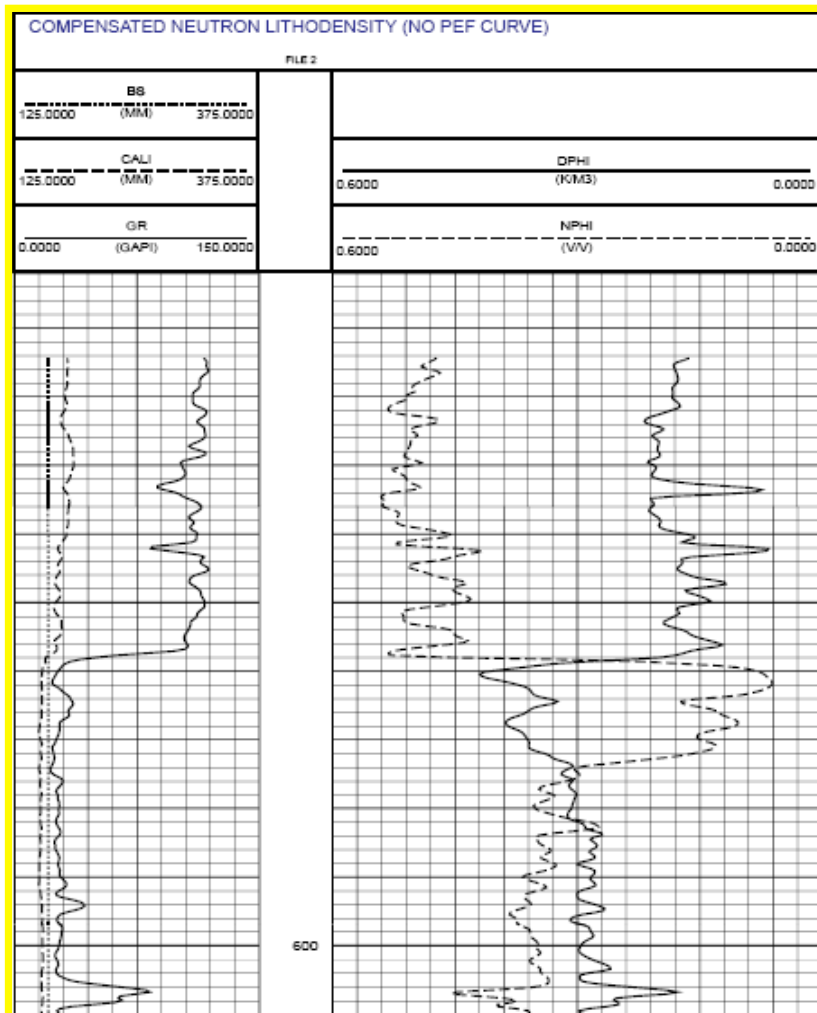 COMPENSATED NEUTRON LITHODENSITY (NO PEF CURVE)
FILE 2
BS
125.0000 (MM) 375.0000
CALI
125.0000 (MM) 375.0000
GR
0.0000 (GAPI) 150.0000
DPHI
0.6000 (K/M3) 0.0000
NPHI
0.6000 (V/V) 0.0000
600